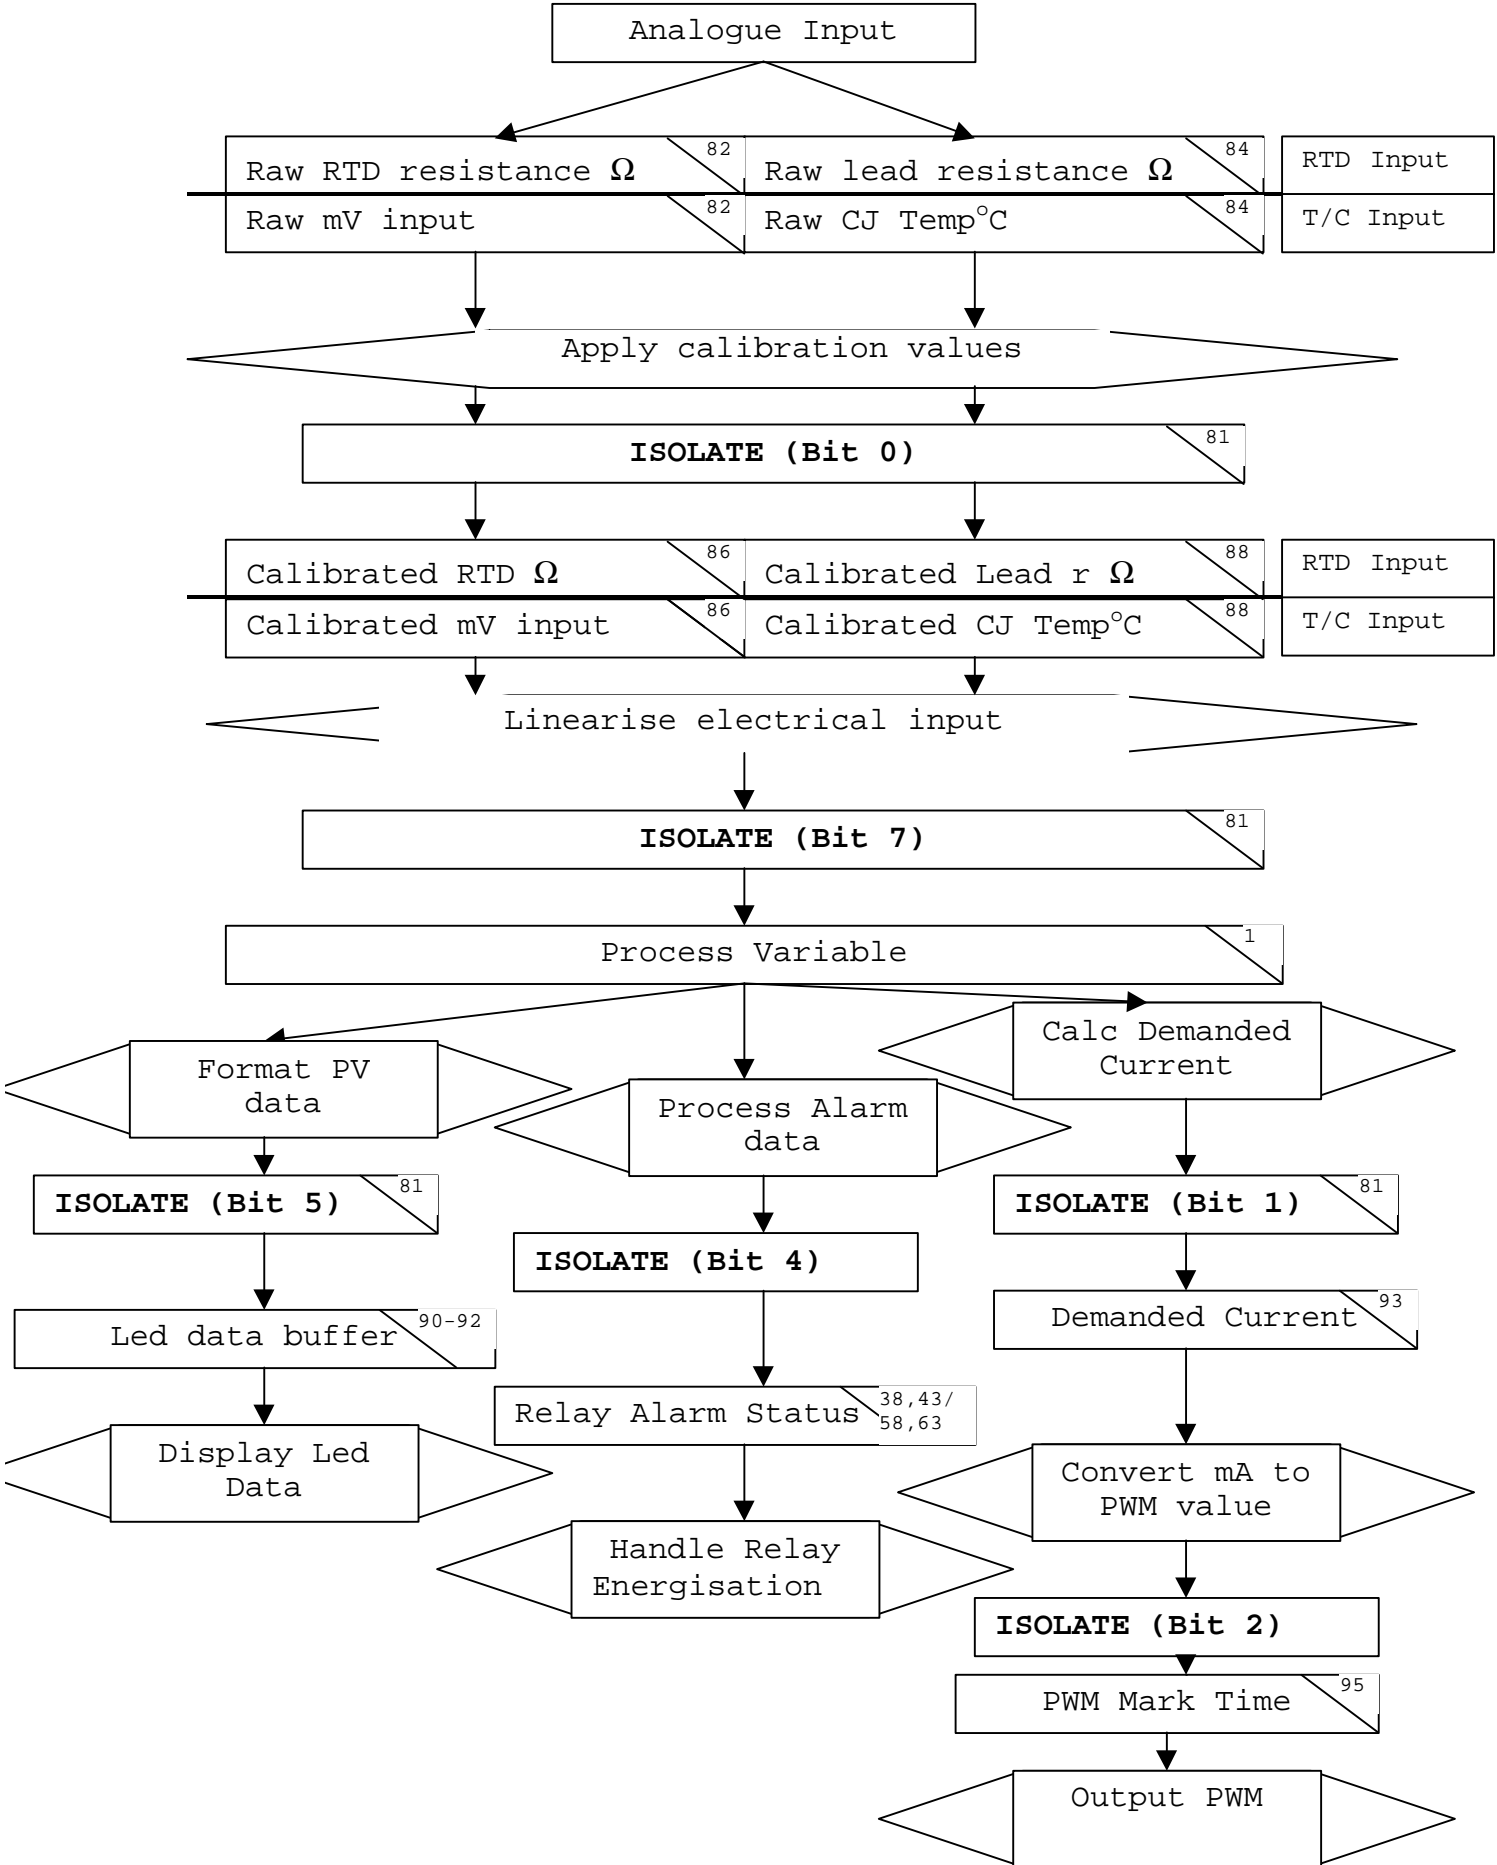 Analogue Input
Raw RTD resistance Ω 82
Raw lead resistance Ω 84
RTD Input
Raw mV input 82
Raw CJ Temp°C 84
T/C Input
Apply calibration values
ISOLATE (Bit 0) 81
Calibrated RTD Ω 86
Calibrated Lead r Ω 88
RTD Input
Calibrated mV input 86
Calibrated CJ Temp°C 88
T/C Input
Linearise electrical input
ISOLATE (Bit 7) 81
Process Variable 1
Format PV
data
Process Alarm
data
Calc Demanded
Current
ISOLATE (Bit 5) 81
ISOLATE (Bit 4)
ISOLATE (Bit 1) 81
Led data buffer 90-92
Relay Alarm Status 38,43/
58,63
Demanded Current 93
Display Led
Data
Handle Relay
Energisation
Convert mA to
PWM value
ISOLATE (Bit 2)
PWM Mark Time 95
Output PWM